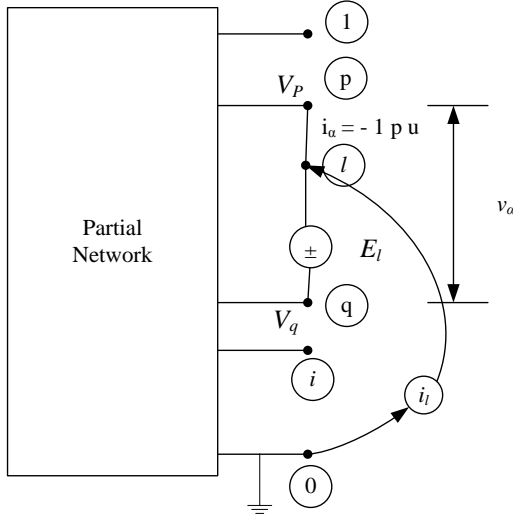 1
p
V_P
i_α = - 1 p u
l
Partial
Network
v_α
±
E_l
V_q
q
i
i_l
0